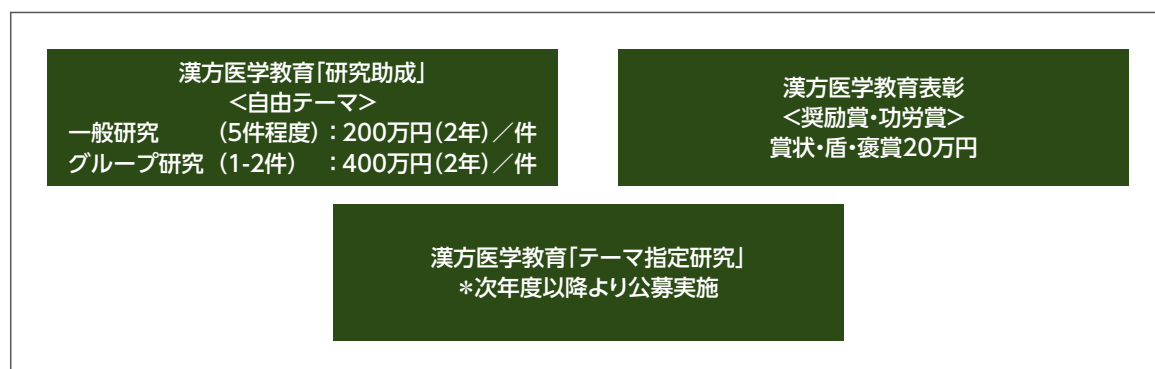 漢方医学教育「研究助成」
<自由テーマ>
一般研究　　(5件程度)：200万円(2年)／件
グループ研究 (1-2件)　：400万円(2年)／件
漢方医学教育表彰
<奨励賞・功労賞>
賞状・盾・褒賞20万円
漢方医学教育「テーマ指定研究」
＊次年度以降より公募実施